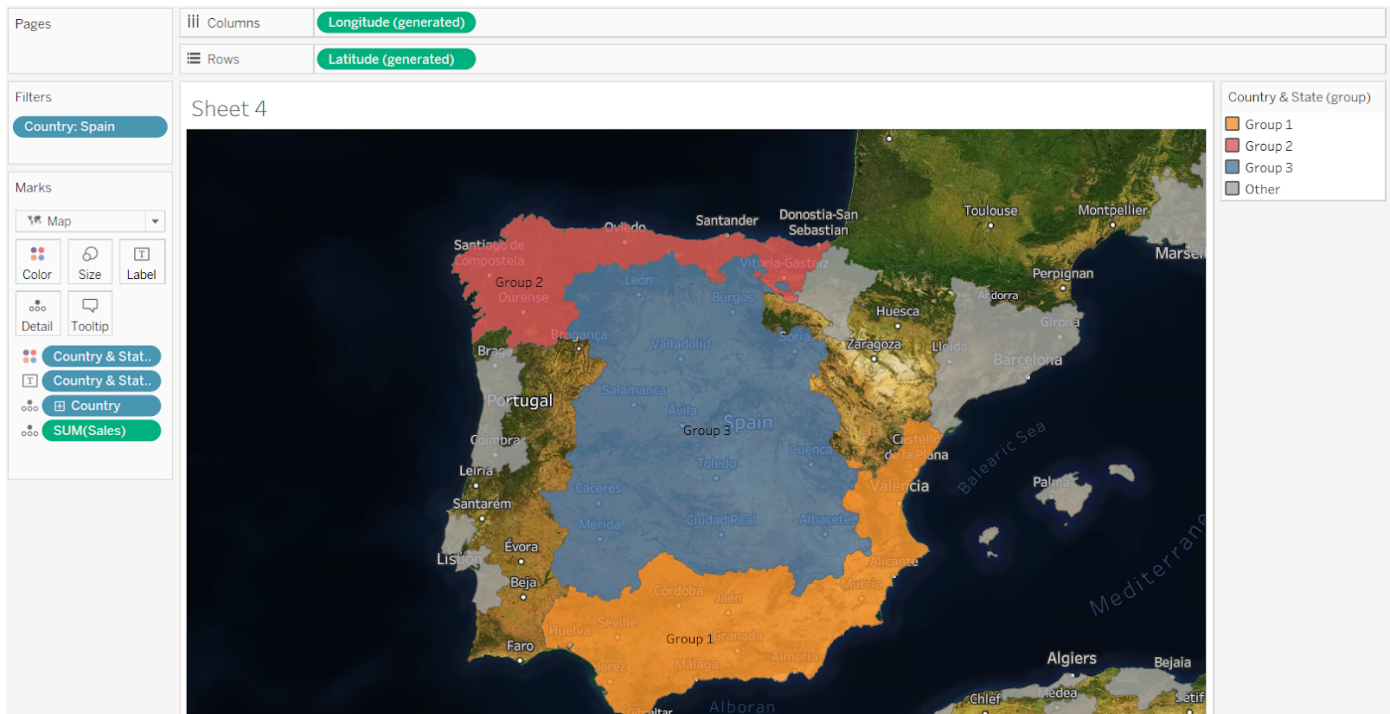 Pages
Columns
Longitude (generated)
Rows
Latitude (generated)
Filters
Country: Spain
Marks
Map
Color
Size
Label
Detail
Tooltip
Country & Stat..
Country & Stat..
Country
SUM(Sales)
Sheet 4
Country & State (group)
Group 1
Group 2
Group 3
Other
Toulouse
Montpellier
Donostia-San
Sebastian
Santander
Oviedo
Santiago de
Compostela
Marsei
Vitoria-Gasteiz
Perpignan
Group 2
León
Andorra
Ourense
Burgos
Huesca
Girona
Bragança
Soria
Valladolid
Zaragoza
Lleida
Braga
Barcelona
Salamanca
Portugal
Ávila
Spain
Group 3
Coimbra
Castelló
de la Plana
Balearic Sea
Cuenca
Toledo
Leiria
Palma
Valencia
Cáceres
Santarém
Mérida
Ciudad Real
Albacete
Mediterrane
Évora
Lisbon
Alicante
Beja
Murcia
Córdoba
Jaén
Huelva
Seville
Group 1
Granada
Faro
Almería
Algiers
Jerez
Málaga
Bejaia
Medea
Chlef
Setif
Gibraltar
Alboran